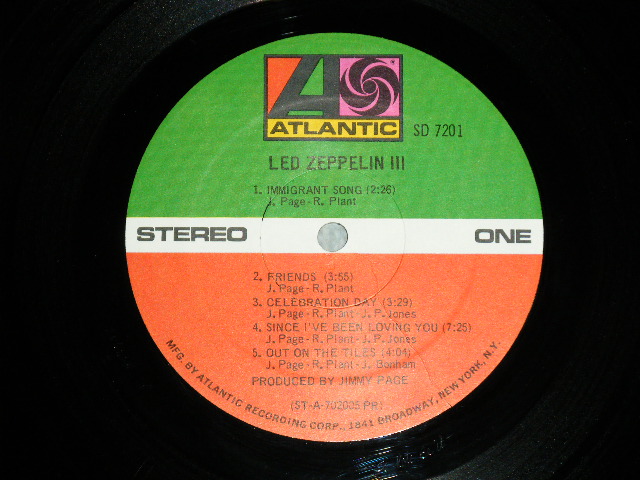 ATLANTIC
SD 7201
LED ZEPPELIN III
1. IMMIGRANT SONG (2:26)
J. Page - R. Plant
STEREO ONE
2. FRIENDS (3:55)
J. Page - R. Plant
3. CELEBRATION DAY (3:29)
J. Page - R. Plant - J. P. Jones
4. SINCE I'VE BEEN LOVING YOU (7:25)
J. Page - R. Plant - J. P. Jones
5. OUT ON THE TILES (4:04)
J. Page - R. Plant - J. Bonham
PRODUCED BY JIMMY PAGE
(ST-A-702005 PR)
MFG. BY ATLANTIC RECORDING CORP., 1841 BROADWAY, NEW YORK, N.Y.